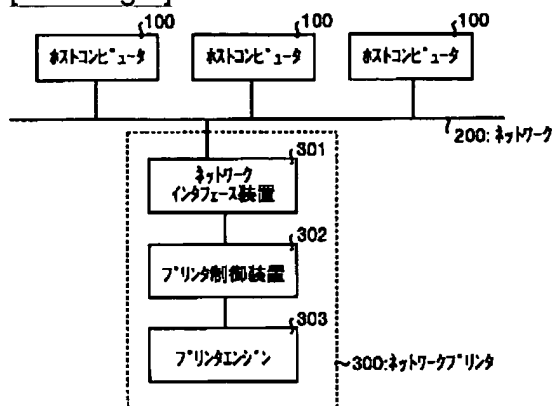 100 100 100
ホストコンピュータ ホストコンピュータ ホストコンピュータ
200:ネットワーク
301
ネットワーク
インタフェース装置
302
プリンタ制御装置
303
プリンタエンジン
300:ネットワークプリンタ